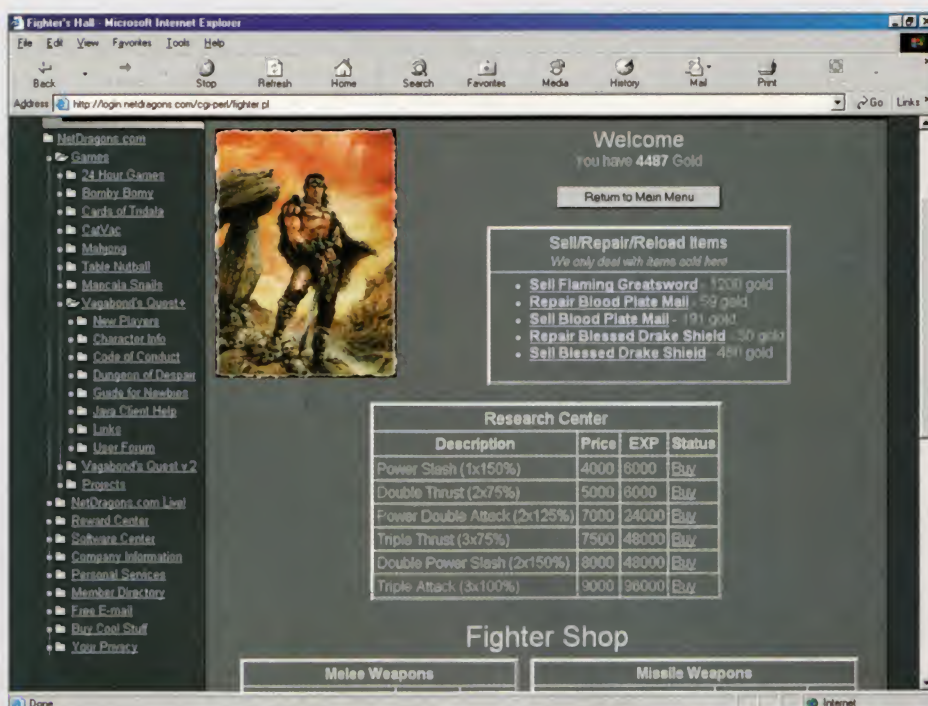 Fighter's Hall - Microsoft Internet Explorer
File Edit View Favorites Tools Help
Back Stop Refresh Home Search Favorites Media History Mail Print
Address http://login.netdragons.com/cgi-perl/fighter.pl Go Links
NetDragons.com
Games
24 Hour Games
Bomby Bomy
Cards of Tridala
CatVac
Mahjong
Table Nutball
Mancala Snails
Vagabond's Quest+
New Players
Character Info
Code of Conduct
Dungeon of Despair
Guide for Newbies
Java Client Help
Links
User Forum
Vagabond's Quest v.2
Projects
NetDragons.com Live!
Reward Center
Software Center
Company Information
Personal Services
Member Directory
Free E-mail
Buy Cool Stuff
Your Privacy
Welcome
You have 4487 Gold
Return to Main Menu
Sell/Repair/Reload Items
We only deal with items sold here
Sell Flaming Greatsword - 1200 gold
Repair Blood Plate Mail - 59 gold
Sell Blood Plate Mail - 191 gold
Repair Blessed Drake Shield - 30 gold
Sell Blessed Drake Shield - 450 gold
Research Center
Description Price EXP Status
Power Slash (1x150%) 4000 6000 Buy
Double Thrust (2x75%) 5000 6000 Buy
Power Double Attack (2x125%) 7000 24000 Buy
Triple Thrust (3x75%) 7500 48000 Buy
Double Power Slash (2x150%) 8000 48000 Buy
Triple Attack (3x100%) 9000 96000 Buy
Fighter Shop
Melee Weapons
Missile Weapons
Done
Internet